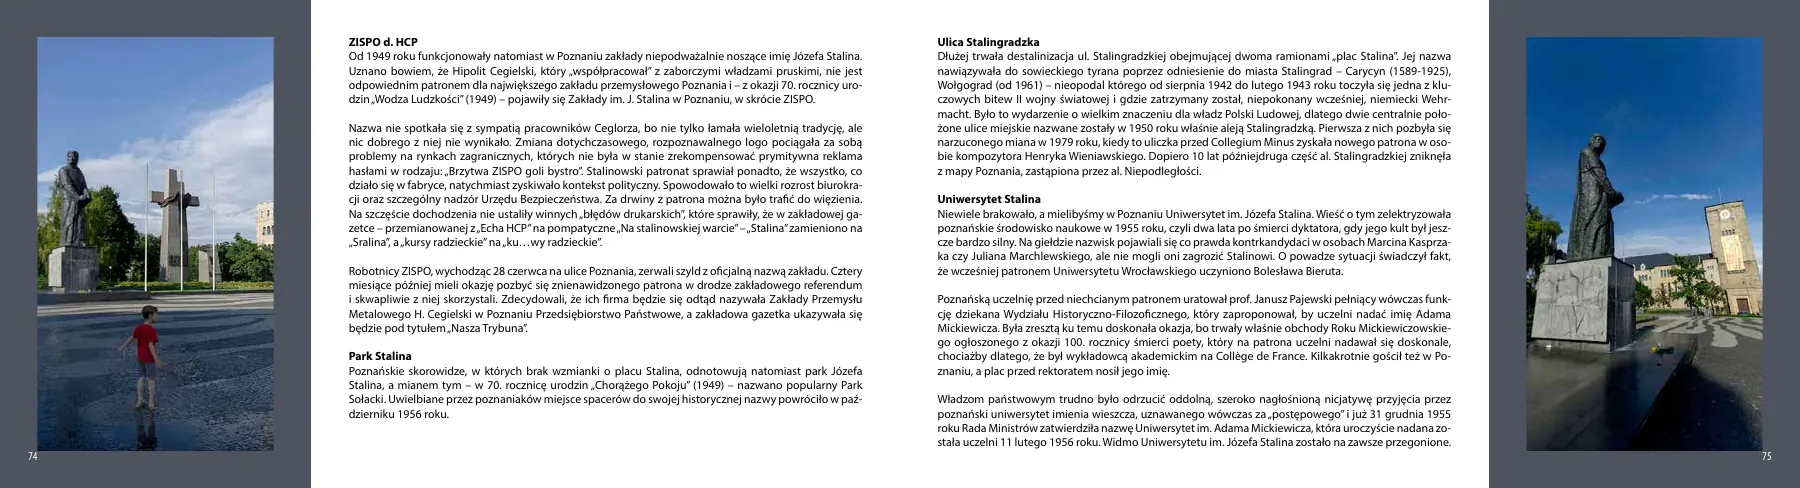 ZISPO d. HCP
Od 1949 roku funkcjonowały natomiast w Poznaniu zakłady niepodważalnie noszące imię Józefa Stalina.
Uznano bowiem, że Hipolit Cegielski, który „współpracował” z zaborczymi władzami pruskimi, nie jest
odpowiednim patronem dla największego zakładu przemysłowego Poznania i – z okazji 70. rocznicy uro-
dzin „Wodza Ludzkości” (1949) – pojawiły się Zakłady im. J. Stalina w Poznaniu, w skrócie ZISPO.
Nazwa nie spotkała się z sympatią pracowników Ceglorza, bo nie tylko łamała wieloletnią tradycję, ale
nic dobrego z niej nie wynikało. Zmiana dotychczasowego, rozpoznawalnego logo pociągała za sobą
problemy na rynkach zagranicznych, których nie była w stanie zrekompensować prymitywna reklama
hasłami w rodzaju: „Brzytwa ZISPO goli bystro”. Stalinowski patronat sprawiał ponadto, że wszystko, co
działo się w fabryce, natychmiast zyskiwało kontekst polityczny. Spowodowało to wielki rozrost biurokra-
cji oraz szczególny nadzór Urzędu Bezpieczeństwa. Za drwiny z patrona można było trafić do więzienia.
Na szczęście dochodzenia nie ustaliły winnych „błędów drukarskich”, które sprawiły, że w zakładowej ga-
zetce – przemianowanej z „Echa HCP” na pompatyczne „Na stalinowskiej warcie” – „Stalina” zamieniono na
„Sralina”, a „kursy radzieckie” na „ku…wy radzieckie”.
Robotnicy ZISPO, wychodząc 28 czerwca na ulice Poznania, zerwali szyld z oficjalną nazwą zakładu. Cztery
miesiące później mieli okazję pozbyć się znienawidzonego patrona w drodze zakładowego referendum
i skwapliwie z niej skorzystali. Zdecydowali, że ich firma będzie się odtąd nazywała Zakłady Przemysłu
Metalowego H. Cegielski w Poznaniu Przedsiębiorstwo Państwowe, a zakładowa gazetka ukazywała się
będzie pod tytułem „Nasza Trybuna”.
Park Stalina
Poznańskie skorowidze, w których brak wzmianki o placu Stalina, odnotowują natomiast park Józefa
Stalina, a mianem tym – w 70. rocznicę urodzin „Chorążego Pokoju” (1949) – nazwano popularny Park
Sołacki. Uwielbiane przez poznaniaków miejsce spacerów do swojej historycznej nazwy powróciło w paź-
dzierniku 1956 roku.
74
Ulica Stalingradzka
Dłużej trwała destalinizacja ul. Stalingradzkiej obejmującej dwoma ramionami „plac Stalina”. Jej nazwa
nawiązywała do sowieckiego tyrana poprzez odniesienie do miasta Stalingrad – Carycyn (1589-1925),
Wołgograd (od 1961) – nieopodal którego od sierpnia 1942 do lutego 1943 roku toczyła się jedna z klu-
czowych bitew II wojny światowej i gdzie zatrzymany został, niepokonany wcześniej, niemiecki Wehr-
macht. Było to wydarzenie o wielkim znaczeniu dla władz Polski Ludowej, dlatego dwie centralnie poło-
żone ulice miejskie nazwane zostały w 1950 roku właśnie aleją Stalingradzką. Pierwsza z nich pozbyła się
narzuconego miana w 1979 roku, kiedy to uliczka przed Collegium Minus zyskała nowego patrona w oso-
bie kompozytora Henryka Wieniawskiego. Dopiero 10 lat późniejdruga część al. Stalingradzkiej zniknęła
z mapy Poznania, zastąpiona przez al. Niepodległości.
Uniwersytet Stalina
Niewiele brakowało, a mielibyśmy w Poznaniu Uniwersytet im. Józefa Stalina. Wieść o tym zelektryzowała
poznańskie środowisko naukowe w 1955 roku, czyli dwa lata po śmierci dyktatora, gdy jego kult był jesz-
cze bardzo silny. Na giełdzie nazwisk pojawiali się co prawda kontrkandydaci w osobach Marcina Kasprza-
ka czy Juliana Marchlewskiego, ale nie mogli oni zagrozić Stalinowi. O powadze sytuacji świadczył fakt,
że wcześniej patronem Uniwersytetu Wrocławskiego uczyniono Bolesława Bieruta.
Poznańską uczelnię przed niechcianym patronem uratował prof. Janusz Pajewski pełniący wówczas funk-
cję dziekana Wydziału Historyczno-Filozoficznego, który zaproponował, by uczelni nadać imię Adama
Mickiewicza. Była zresztą ku temu doskonała okazja, bo trwały właśnie obchody Roku Mickiewiczowskie-
go ogłoszonego z okazji 100. rocznicy śmierci poety, który na patrona uczelni nadawał się doskonale,
chociażby dlatego, że był wykładowcą akademickim na Collège de France. Kilkakrotnie gościł też w Po-
znaniu, a plac przed rektoratem nosił jego imię.
Władzom państwowym trudno było odrzucić oddolną, szeroko nagłośnioną nicjatywę przyjęcia przez
poznański uniwersytet imienia wieszcza, uznawanego wówczas za „postępowego” i już 31 grudnia 1955
roku Rada Ministrów zatwierdziła nazwę Uniwersytet im. Adama Mickiewicza, która uroczyście nadana zo-
stała uczelni 11 lutego 1956 roku. Widmo Uniwersytetu im. Józefa Stalina zostało na zawsze przegonione.
75